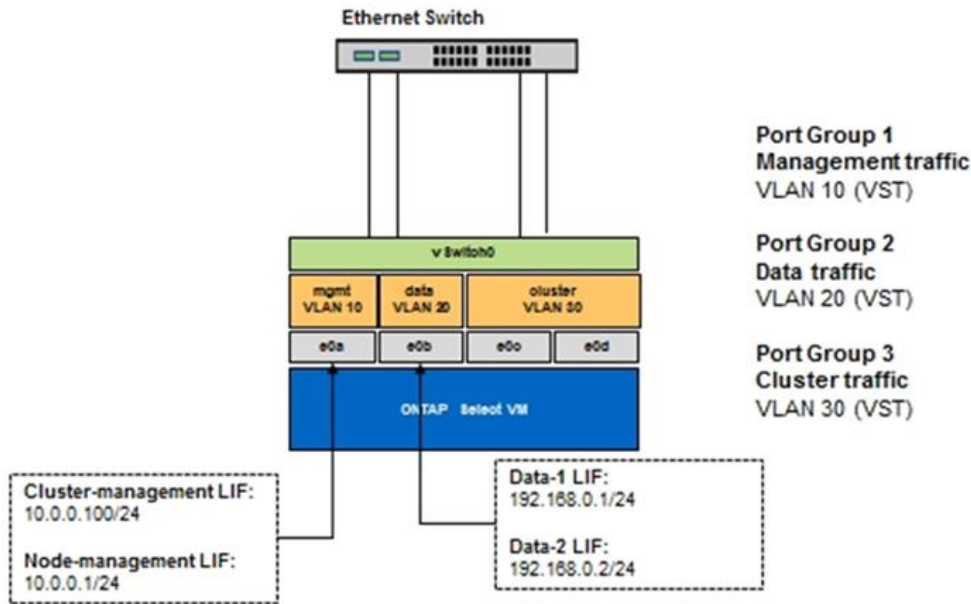 Ethernet Switch
Port Group 1
Management traffic
VLAN 10 (VST)
Port Group 2
Data traffic
VLAN 20 (VST)
Port Group 3
Cluster traffic
VLAN 30 (VST)
v Switch0
mgmt
VLAN 10
data
VLAN 20
cluster
VLAN 30
e0a
e0b
e0c
e0d
ONTAP Select VM
Cluster-management LIF:
10.0.0.100/24
Node-management LIF:
10.0.0.1/24
Data-1 LIF:
192.168.0.1/24
Data-2 LIF:
192.168.0.2/24